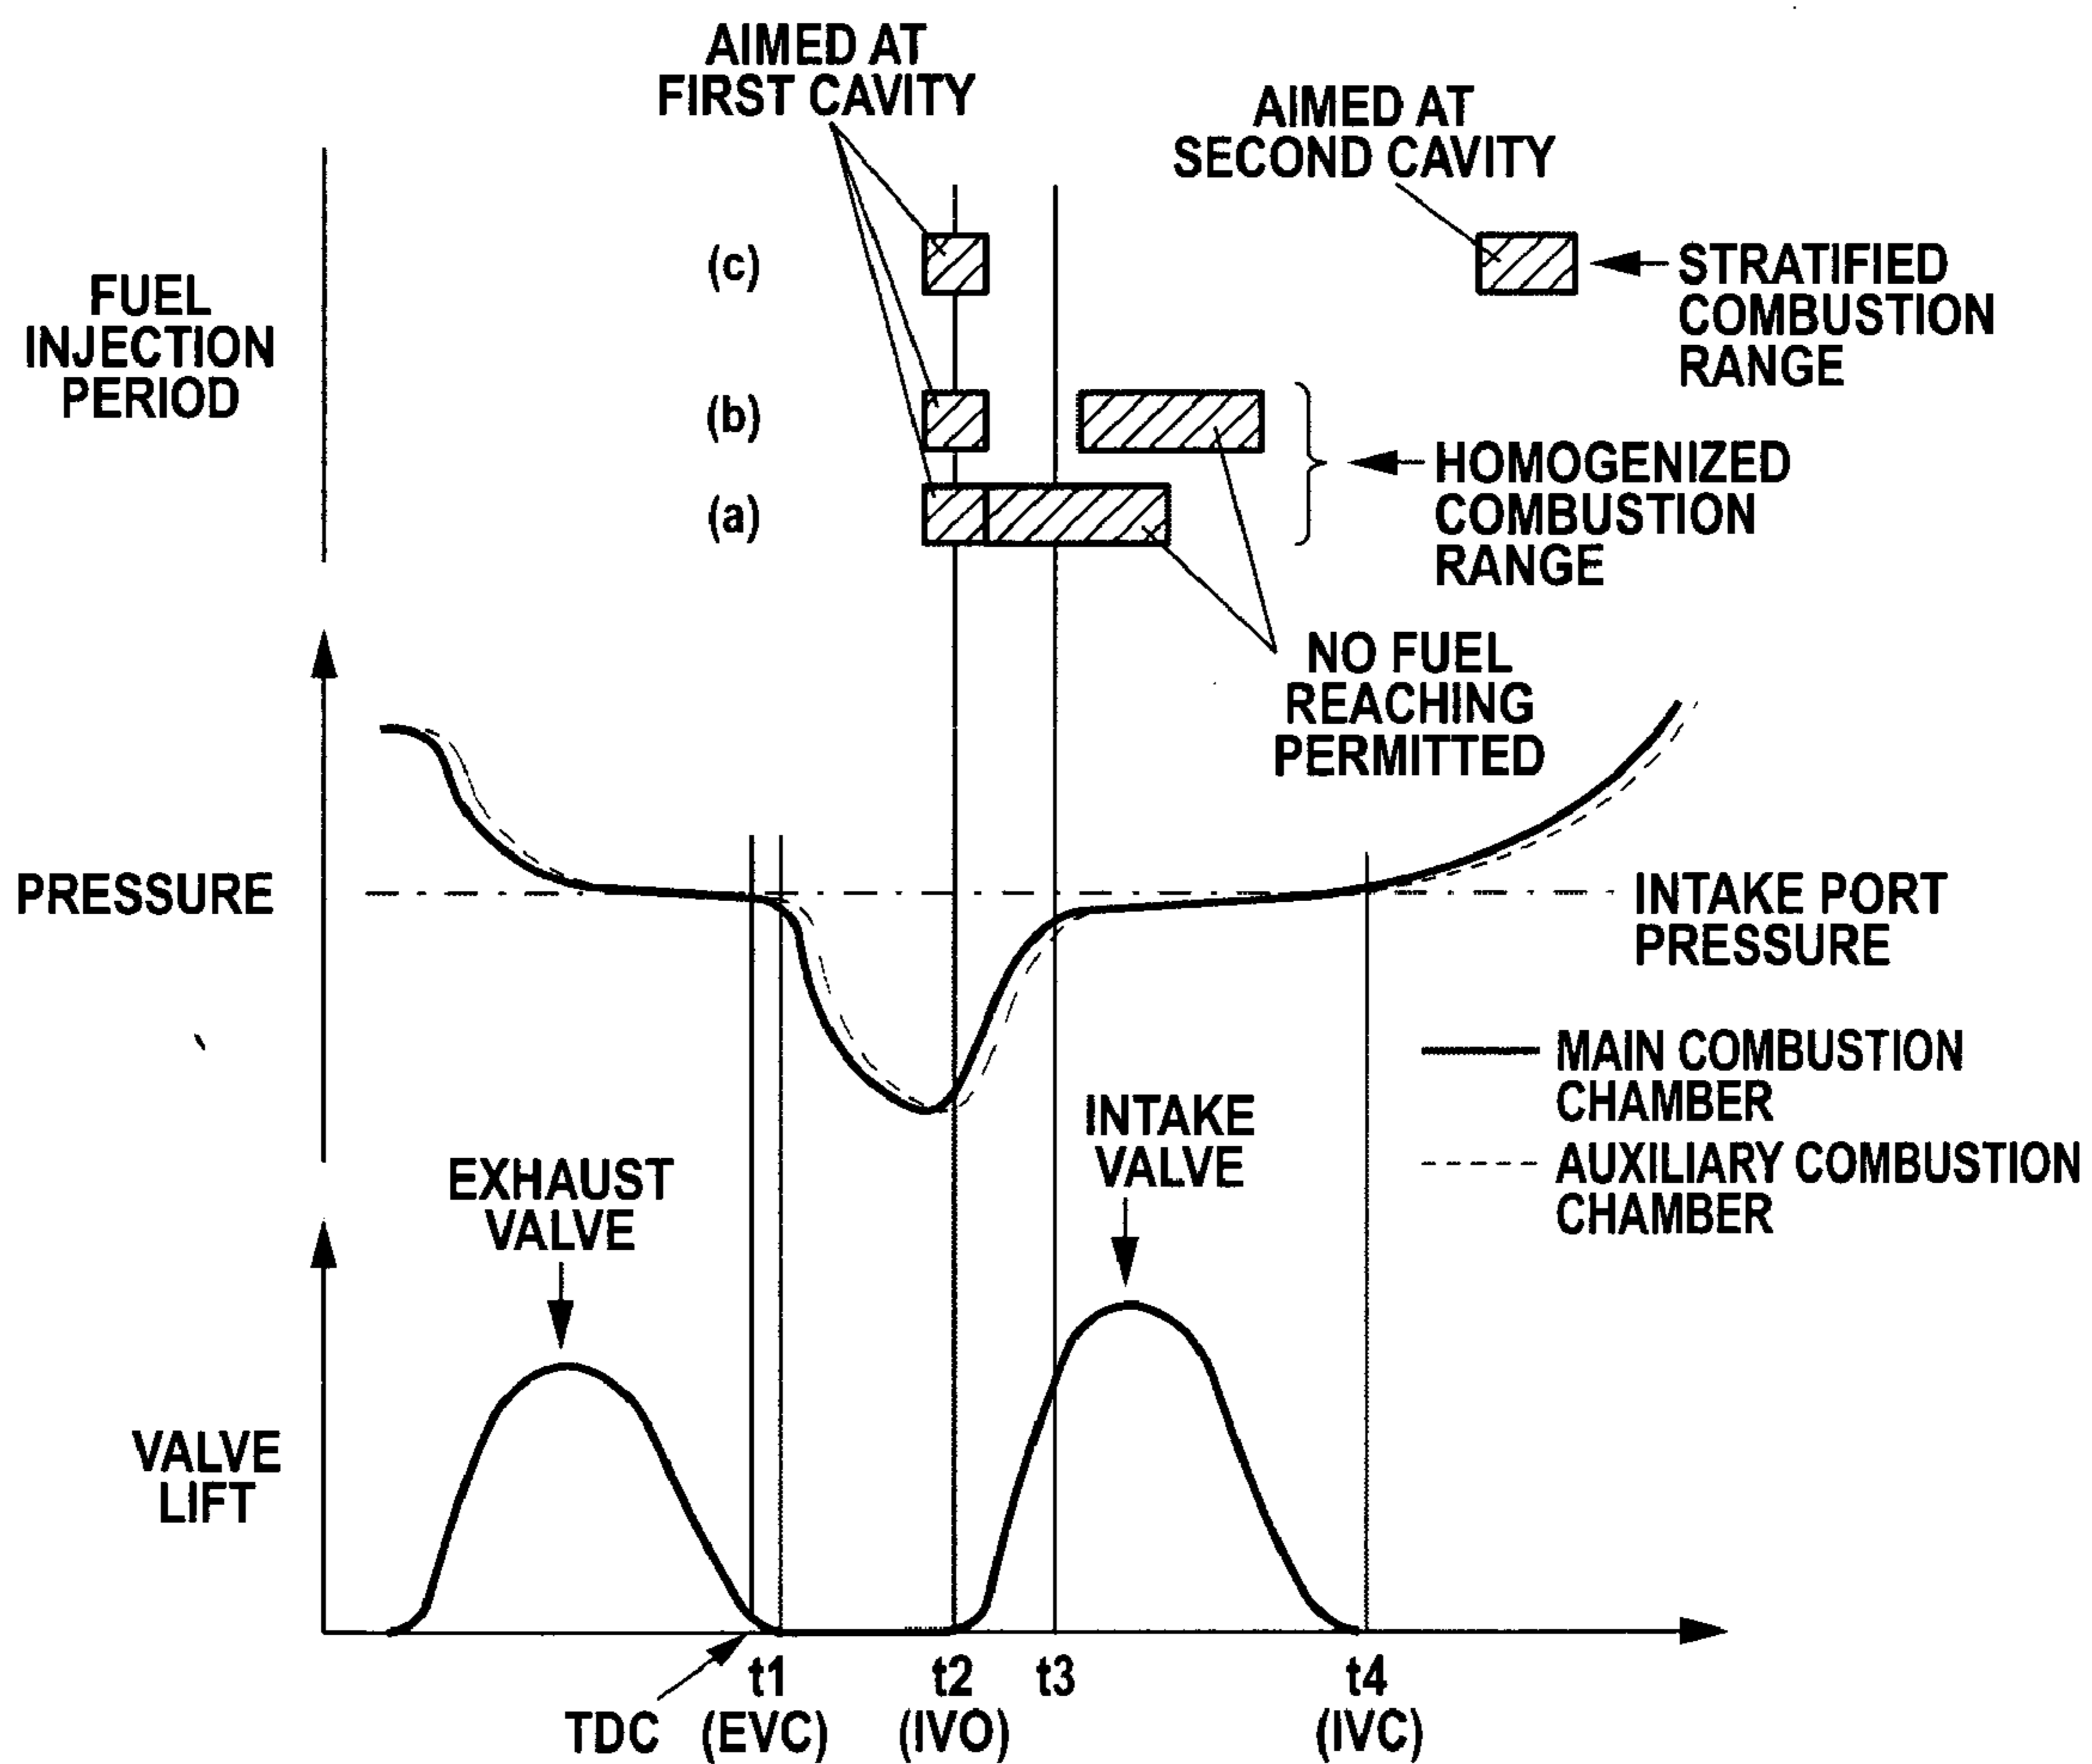 AIMED AT
FIRST CAVITY
AIMED AT
SECOND CAVITY
FUEL
INJECTION
PERIOD
(c)
STRATIFIED
COMBUSTION
RANGE
(b)
(a)
HOMOGENIZED
COMBUSTION
RANGE
NO FUEL
REACHING
PERMITTED
PRESSURE
INTAKE PORT
PRESSURE
MAIN COMBUSTION
CHAMBER
AUXILIARY COMBUSTION
CHAMBER
EXHAUST
VALVE
INTAKE
VALVE
VALVE
LIFT
t1
t2
t3
t4
TDC
(EVC)
(IVO)
(IVC)